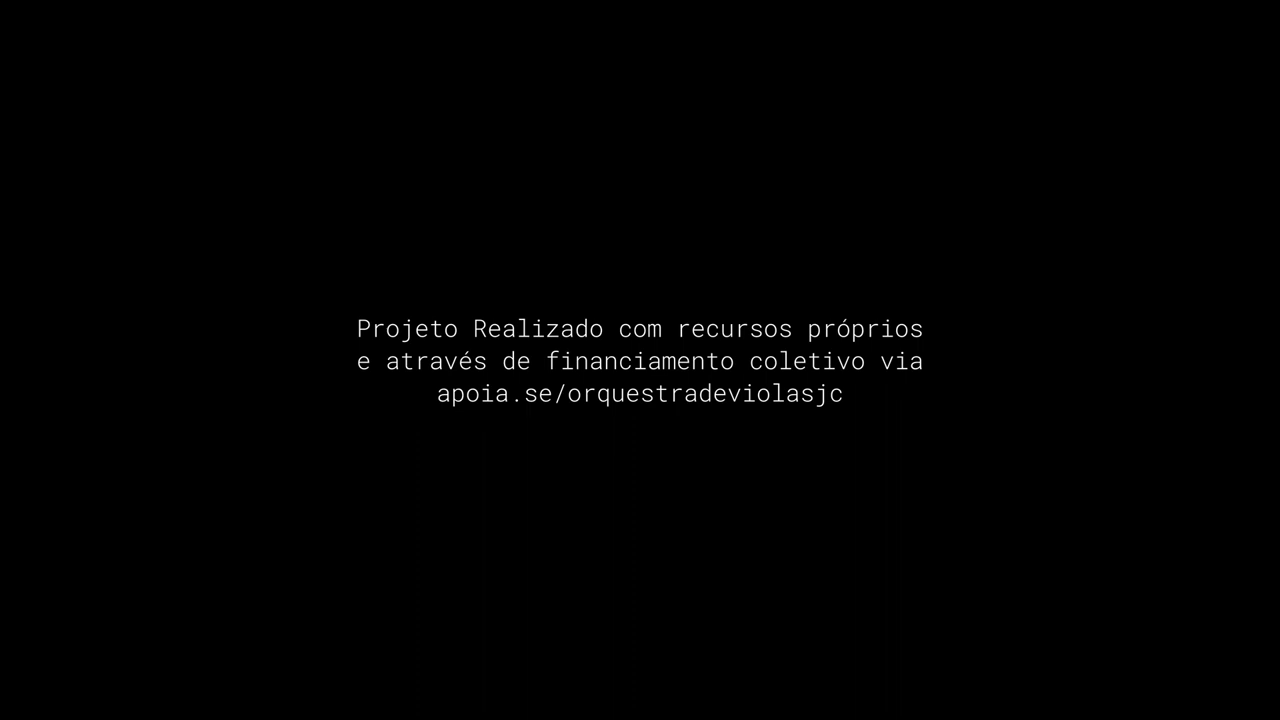 Projeto Realizado com recursos próprios
e através de financiamento coletivo via
apoia.se/orquestradeviolasjc